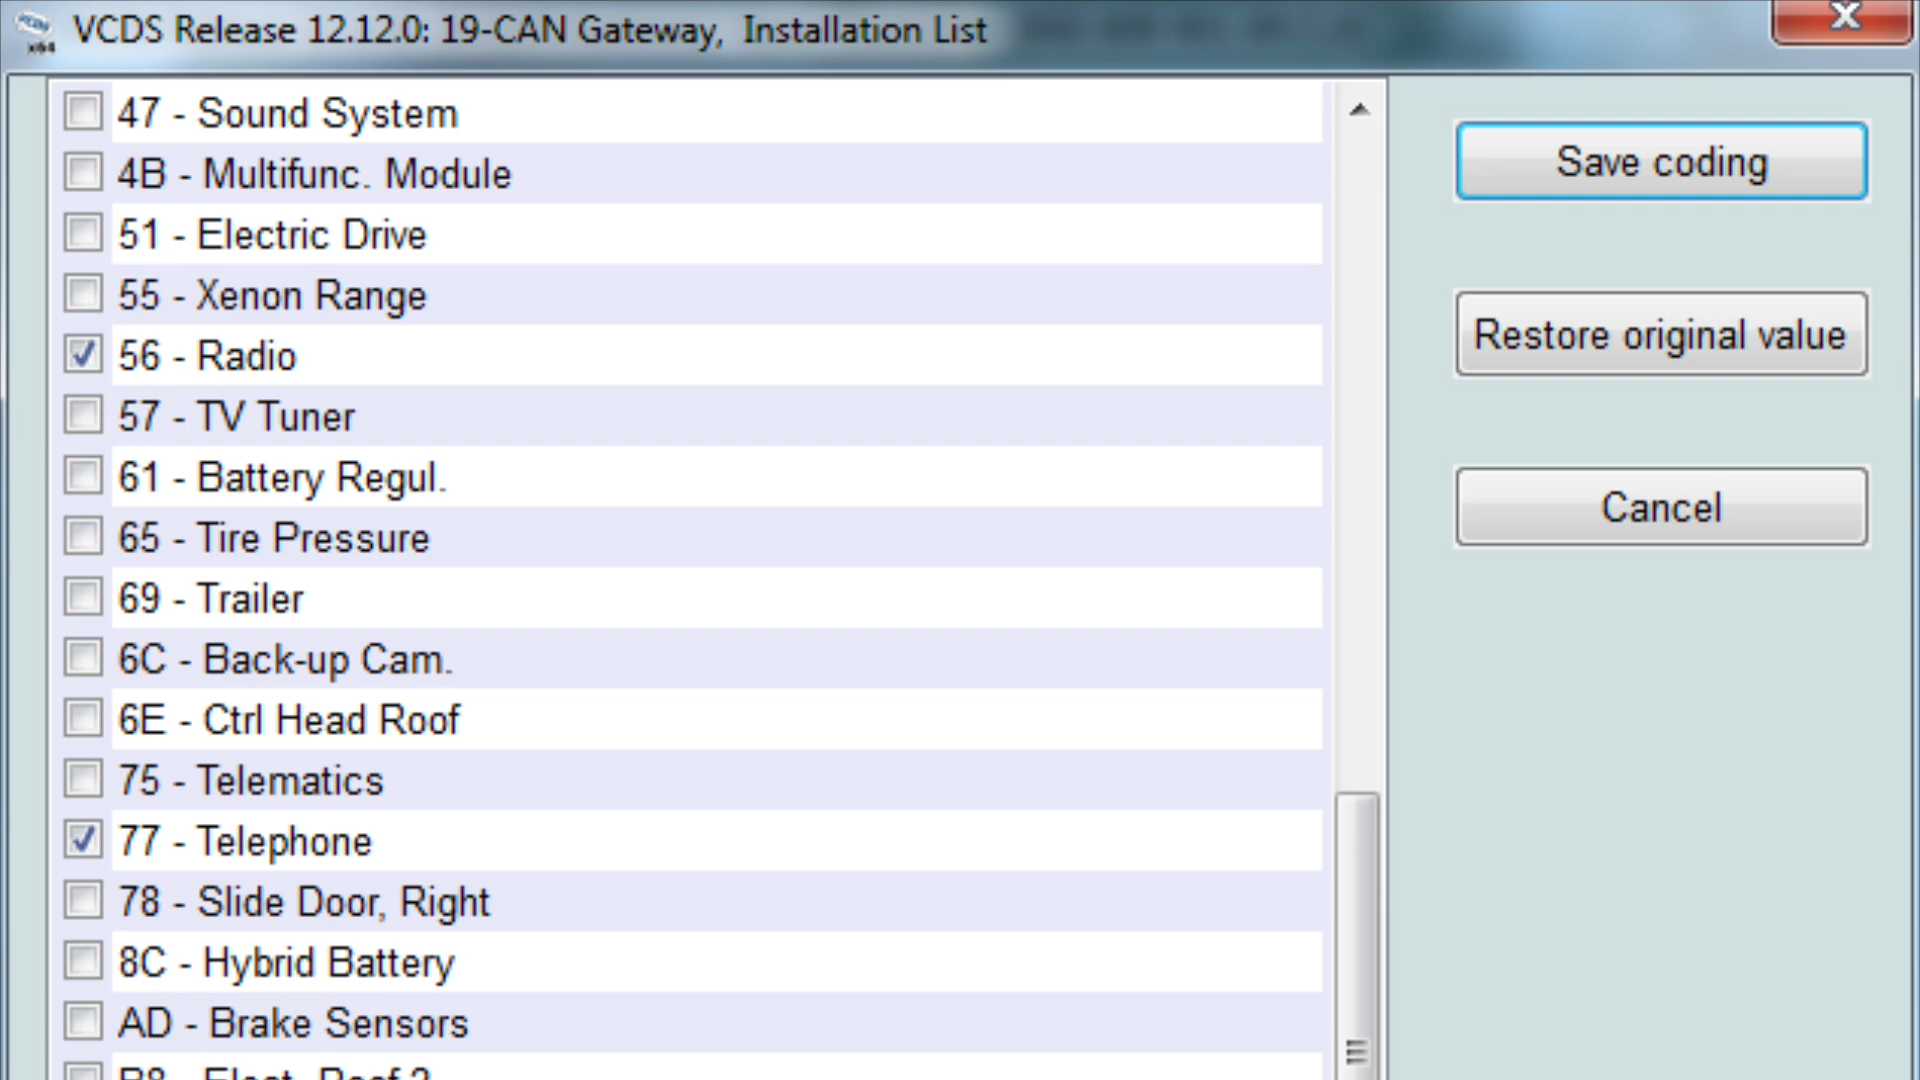 VCDS Release 12.12.0: 19-CAN Gateway, Installation List
47 - Sound System
4B - Multifunc. Module
51 - Electric Drive
55 - Xenon Range
56 - Radio
57 - TV Tuner
61 - Battery Regul.
65 - Tire Pressure
69 - Trailer
6C - Back-up Cam.
6E - Ctrl Head Roof
75 - Telematics
77 - Telephone
78 - Slide Door, Right
8C - Hybrid Battery
AD - Brake Sensors
Save coding
Restore original value
Cancel